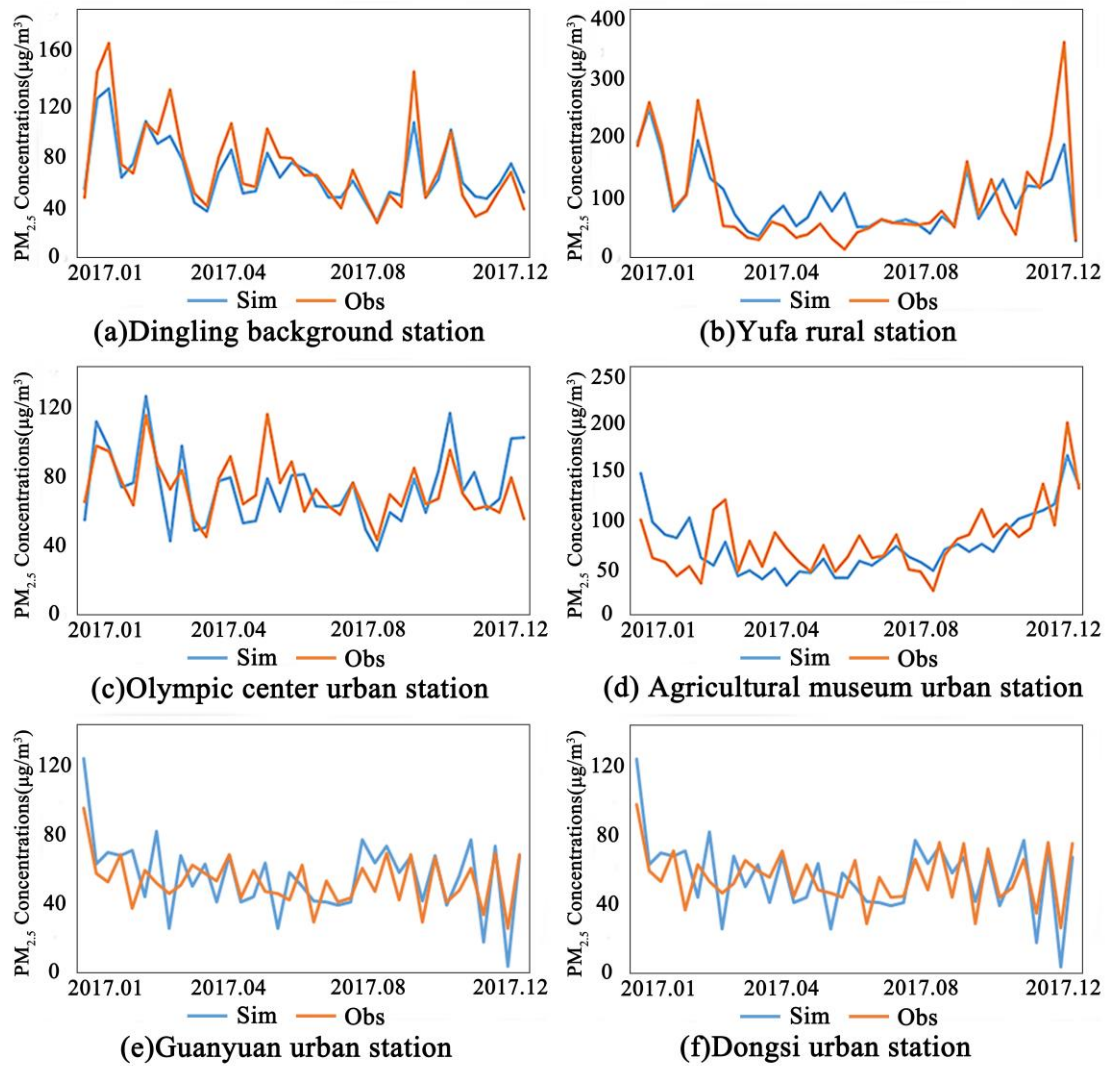 PM2.5 Concentrations(μg/m³)
160
120
80
40
0
2017.01 2017.04 2017.08 2017.12
Sim Obs
(a)Dingling background station
PM2.5 Concentrations(μg/m³)
400
300
200
100
0
2017.01 2017.04 2017.08 2017.12
Sim Obs
(b)Yufa rural station
PM2.5 Concentrations(μg/m³)
120
80
40
0
2017.01 2017.04 2017.08 2017.12
Sim Obs
(c)Olympic center urban station
PM2.5 Concentrations(μg/m³)
250
200
150
100
50
0
2017.01 2017.04 2017.08 2017.12
Sim Obs
(d) Agricultural museum urban station
PM2.5 Concentrations(μg/m³)
120
80
40
0
2017.01 2017.04 2017.08 2017.12
Sim Obs
(e)Guanyuan urban station
PM2.5 Concentrations(μg/m³)
120
80
40
0
2017.01 2017.04 2017.08 2017.12
Sim Obs
(f)Dongsi urban station